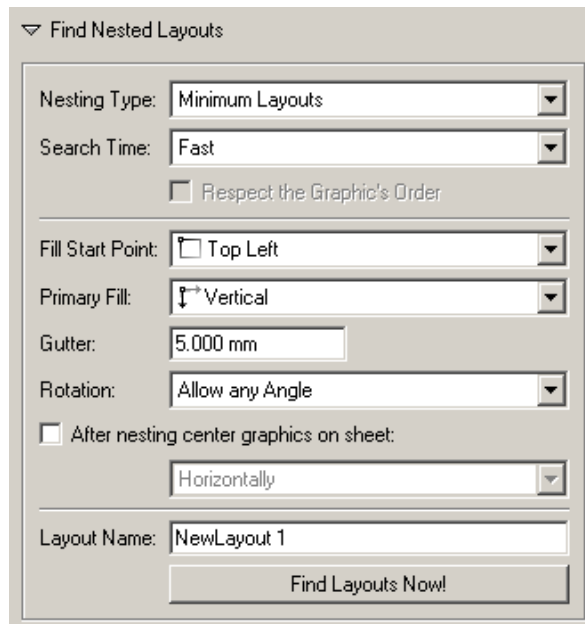 Find Nested Layouts
Nesting Type: Minimum Layouts
Search Time: Fast
Respect the Graphic's Order
Fill Start Point: Top Left
Primary Fill: Vertical
Gutter: 5.000 mm
Rotation: Allow any Angle
After nesting center graphics on sheet:
Horizontally
Layout Name: NewLayout 1
Find Layouts Now!